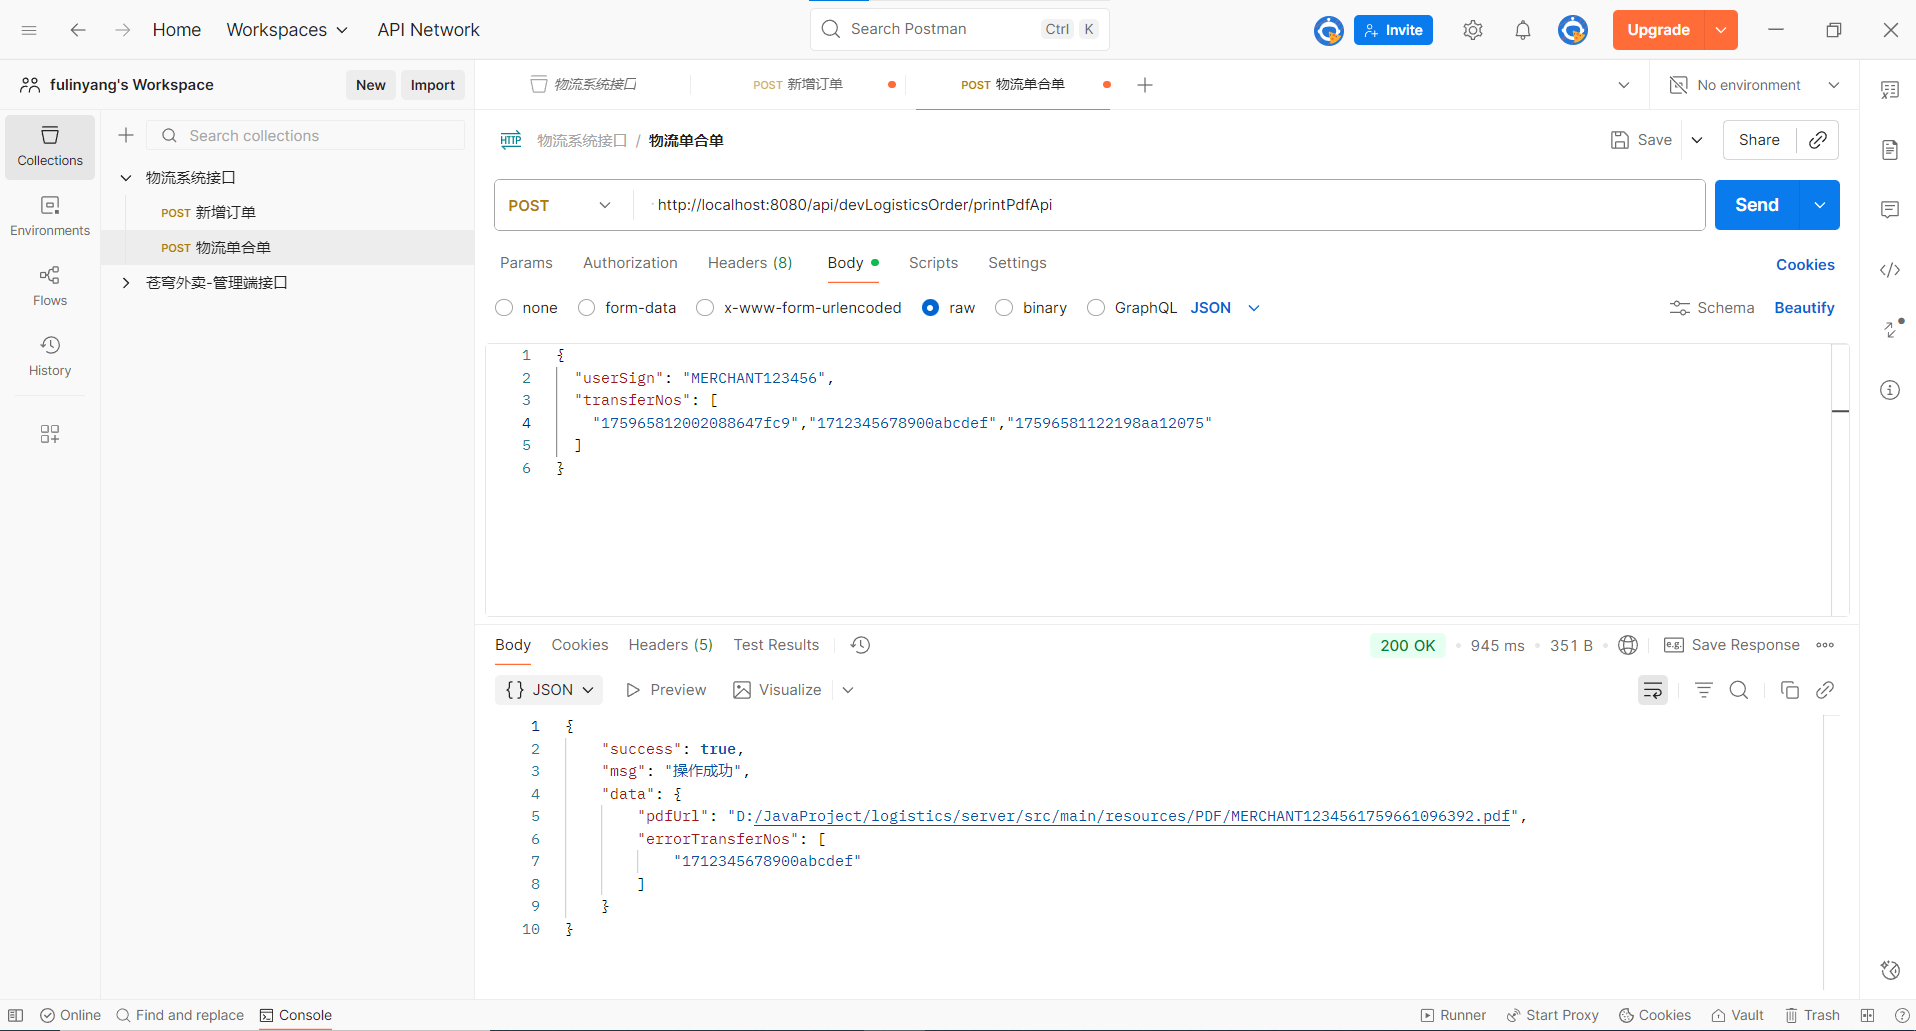 Home
Workspaces
API Network
Search Postman
Ctrl K
Invite
Upgrade
fulinyang's Workspace
New
Import
物流系统接口
POST 新增订单
POST 物流单合单
No environment
Collections
Environments
Flows
History
Search collections
物流系统接口
POST 新增订单
POST 物流单合单
苍穹外卖-管理端接口
HTTP 物流系统接口 / 物流单合单
Save
Share
POST http://localhost:8080/api/devLogisticsOrder/printPdfApi
Send
Params Authorization Headers (8) Body Scripts Settings
Cookies
none form-data x-www-form-urlencoded raw binary GraphQL JSON
Schema Beautify
1 {
2 "userSign": "MERCHANT123456",
3 "transferNos": [
4 "175965812002088647fc9","1712345678900abcdef","17596581122198aa12075"
5 ]
6 }
Body Cookies Headers (5) Test Results
200 OK • 945 ms • 351 B
e.g. Save Response
{} JSON Preview Visualize
1 {
2 "success": true,
3 "msg": "操作成功",
4 "data": {
5 "pdfUrl": "D:/JavaProject/logistics/server/src/main/resources/PDF/MERCHANT1234561759661096392.pdf",
6 "errorTransferNos": [
7 "1712345678900abcdef"
8 ]
9 }
10 }
Online Find and replace Console
Runner Start Proxy Cookies Vault Trash